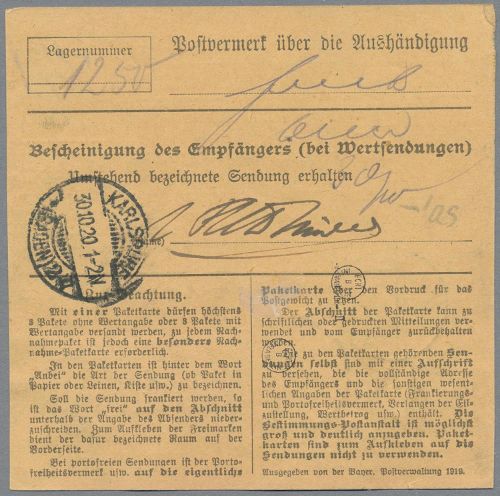 Lagernummer
Postvermerk über die Aushändigung
1250
Bescheinigung des Empfängers (bei Wertsendungen)
Umstehend bezeichnete Sendung erhalten
KARLSRUHE
30.10.20.
Mit einer Paketkarte dürfen höchstens
3 Pakete ohne Wertangabe oder 3 Pakete mit
Wertangabe versandt werden, zu jedem Nach-
nahmepaket ist jedoch eine besondere Nach-
nahme-Paketkarte erforderlich.
In den Paketkarten ist hinter dem Wort
„Anbei" die Art der Sendung (ob Paket in
Papier oder Leinen, Kiste usw.) zu bezeichnen.
Soll die Sendung frankiert werden, so
ist das Wort „frei" auf den Abschnitt
unterhalb der Angabe des Absenders nieder-
zuschreiben. Zum Aufkleben der Freimarken
dient der dafür bezeichnete Raum auf der
Vorderseite.
Bei portofreien Sendungen ist der Porto-
freiheitsvermerk usw. auf die eigentliche
Paketkarte über den Vordruck für das
Postgewicht zu setzen.
Der Abschnitt der Paketkarte kann zu
schriftlichen oder gedruckten Mitteilungen verwendet
und vom Empfänger zurückbehalten
werden.
zu den Paketkarten gehörenden Sen-
dungen selbst sind mit einer Aufschrift
zu versehen, die die vollständige Adresse
des Empfängers und die sonstigen wesent-
lichen Angaben der Paketkarte (Frankierungs-
und Portofreiheitsvermerk, Verlangen der Eil-
zustellung, Wertbetrag usw.) enthält. Die
Bestimmungs-Postanstalt ist möglichst
groß und deutlich anzugeben. Paket-
karten sind zum Aufkleben auf die
Sendungen nicht zu verwenden.
Ausgegeben von der Bayer. Postverwaltung 1919.